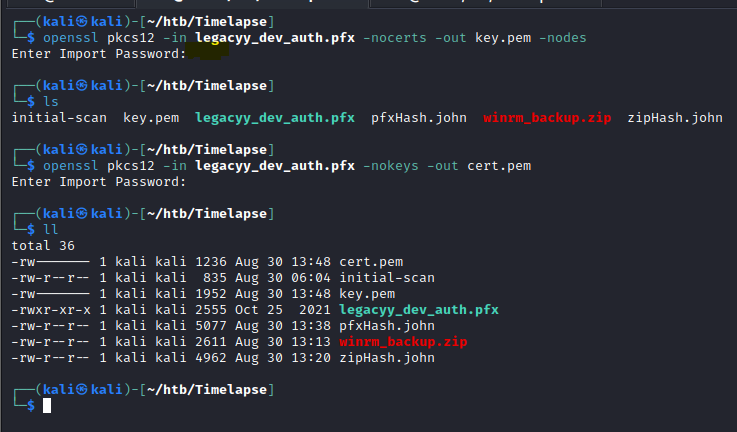 ┌──(kali㉿kali)-[~/htb/Timelapse]
└─$ openssl pkcs12 -in legacyy_dev_auth.pfx -nocerts -out key.pem -nodes
Enter Import Password:
┌──(kali㉿kali)-[~/htb/Timelapse]
└─$ ls
initial-scan  key.pem  legacyy_dev_auth.pfx  pfxHash.john  winrm_backup.zip  zipHash.john
┌──(kali㉿kali)-[~/htb/Timelapse]
└─$ openssl pkcs12 -in legacyy_dev_auth.pfx -nokeys -out cert.pem
Enter Import Password:
┌──(kali㉿kali)-[~/htb/Timelapse]
└─$ ll
total 36
-rw------- 1 kali kali 1236 Aug 30 13:48 cert.pem
-rw-r--r-- 1 kali kali  835 Aug 30 06:04 initial-scan
-rw------- 1 kali kali 1952 Aug 30 13:48 key.pem
-rwxr-xr-x 1 kali kali 2555 Oct 25  2021 legacyy_dev_auth.pfx
-rw-r--r-- 1 kali kali 5077 Aug 30 13:38 pfxHash.john
-rw-r--r-- 1 kali kali 2611 Aug 30 13:13 winrm_backup.zip
-rw-r--r-- 1 kali kali 4962 Aug 30 13:20 zipHash.john
┌──(kali㉿kali)-[~/htb/Timelapse]
└─$